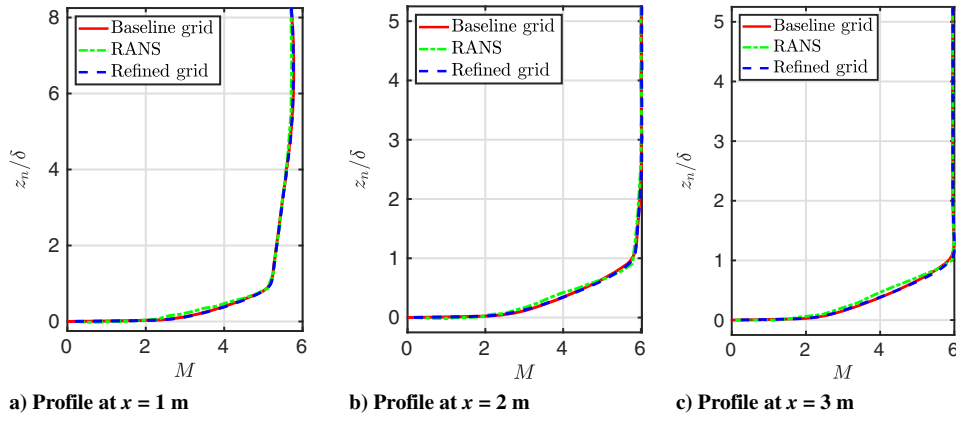 8
6
4
2
0
z_n/δ
Baseline grid
RANS
Refined grid
0 2 4 6
M
a) Profile at x = 1 m
5
4
3
2
1
0
z_n/δ
Baseline grid
RANS
Refined grid
0 2 4 6
M
b) Profile at x = 2 m
5
4
3
2
1
0
z_n/δ
Baseline grid
RANS
Refined grid
0 2 4 6
M
c) Profile at x = 3 m